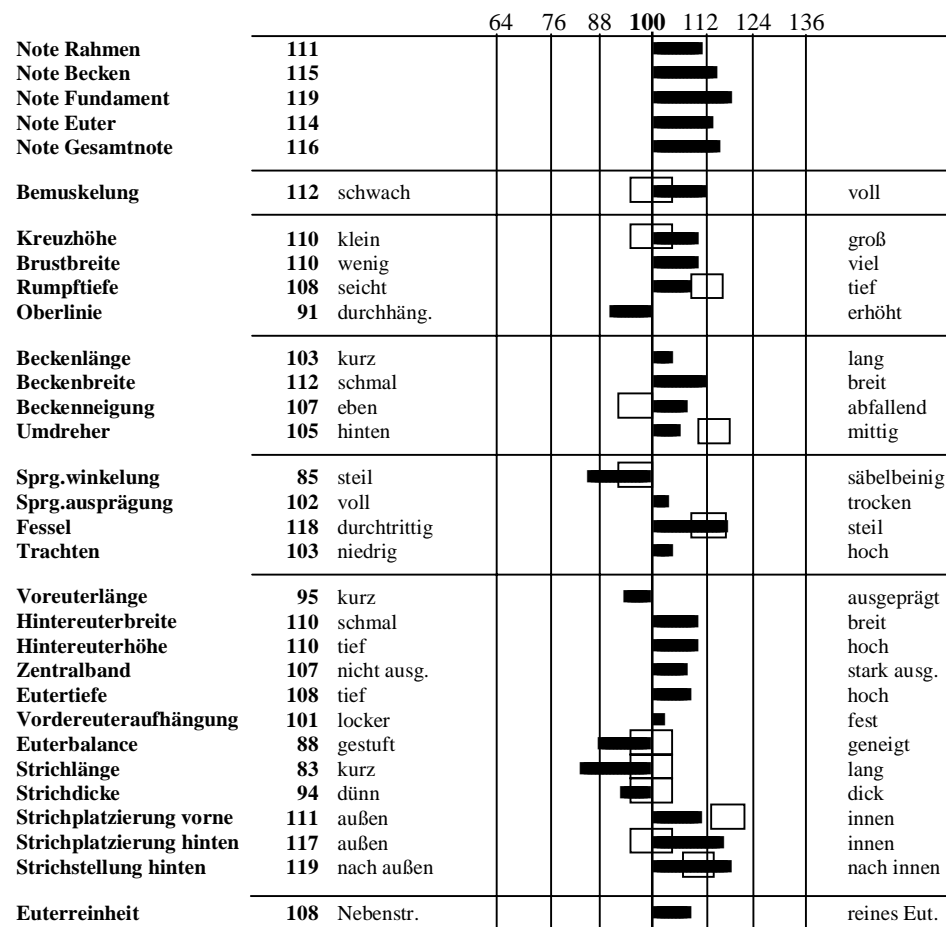 64 76 88 100 112 124 136
Note Rahmen 111
Note Becken 115
Note Fundament 119
Note Euter 114
Note Gesamtnote 116
Bemuskelung 112 schwach voll
Kreuzhöhe 110 klein groß
Brustbreite 110 wenig viel
Rumpftiefe 108 seicht tief
Oberlinie 91 durchhäng. erhöht
Beckenlänge 103 kurz lang
Beckenbreite 112 schmal breit
Beckenneigung 107 eben abfallend
Umdreher 105 hinten mittig
Sprg.winkelung 85 steil säbelbeinig
Sprg.ausprägung 102 voll trocken
Fessel 118 durchtrittig steil
Trachten 103 niedrig hoch
Voreuterlänge 95 kurz ausgeprägt
Hintereuterbreite 110 schmal breit
Hintereuterhöhe 110 tief hoch
Zentralband 107 nicht ausg. stark ausg.
Eutertiefe 108 tief hoch
Vordereuteraufhängung 101 locker fest
Euterbalance 88 gestuft geneigt
Strichlänge 83 kurz lang
Strichdicke 94 dünn dick
Strichplatzierung vorne 111 außen innen
Strichplatzierung hinten 117 außen innen
Strichstellung hinten 119 nach außen nach innen
Euterreinheit 108 Nebenstr. reines Eut.